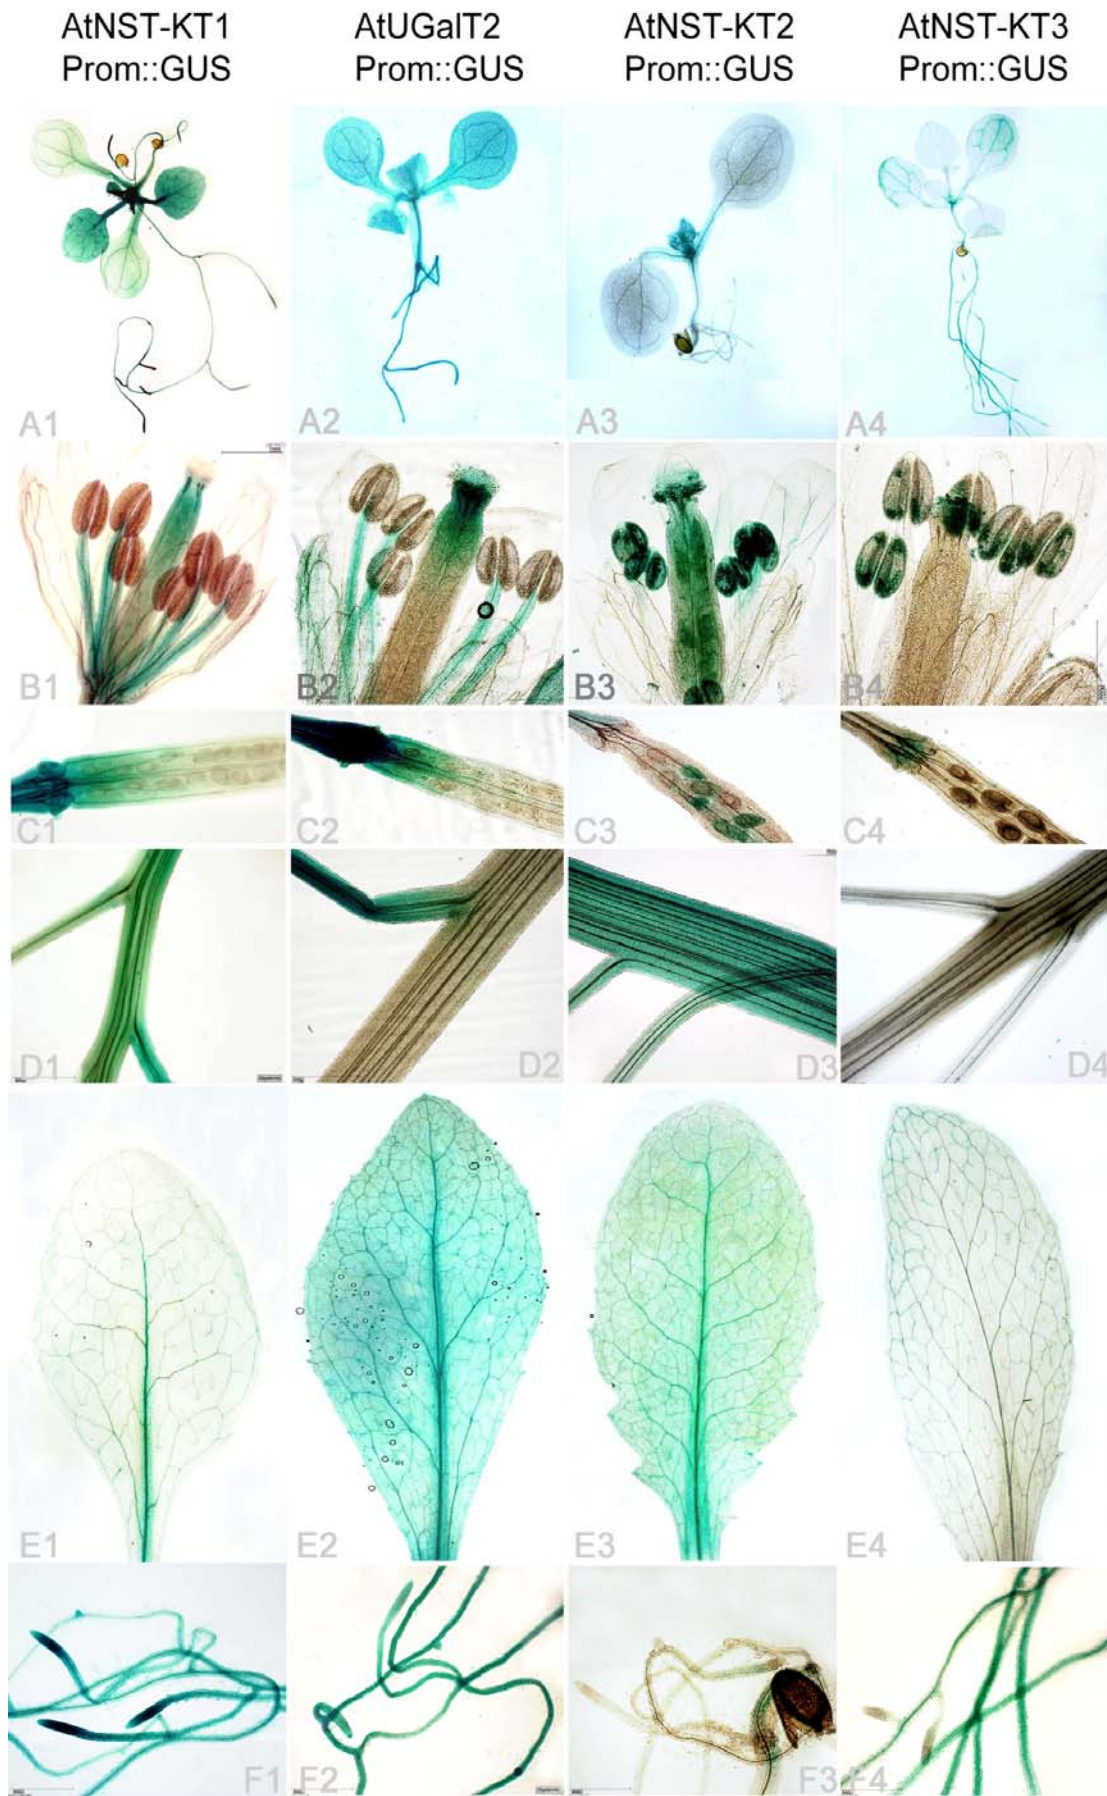 AtNST-KT1 AtUGalT2 AtNST-KT2 AtNST-KT3
Prom::GUS Prom::GUS Prom::GUS Prom::GUS
A1 A2 A3 A4
B1 B2 B3 B4
C1 C2 C3 C4
D1 D2 D3 D4
E1 E2 E3 E4
F1 F2 F3 F4